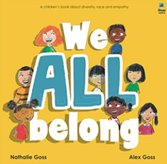 A children's book about diversity, race and empathy
We
ALL
belong
Nathalie Goss
Alex Goss